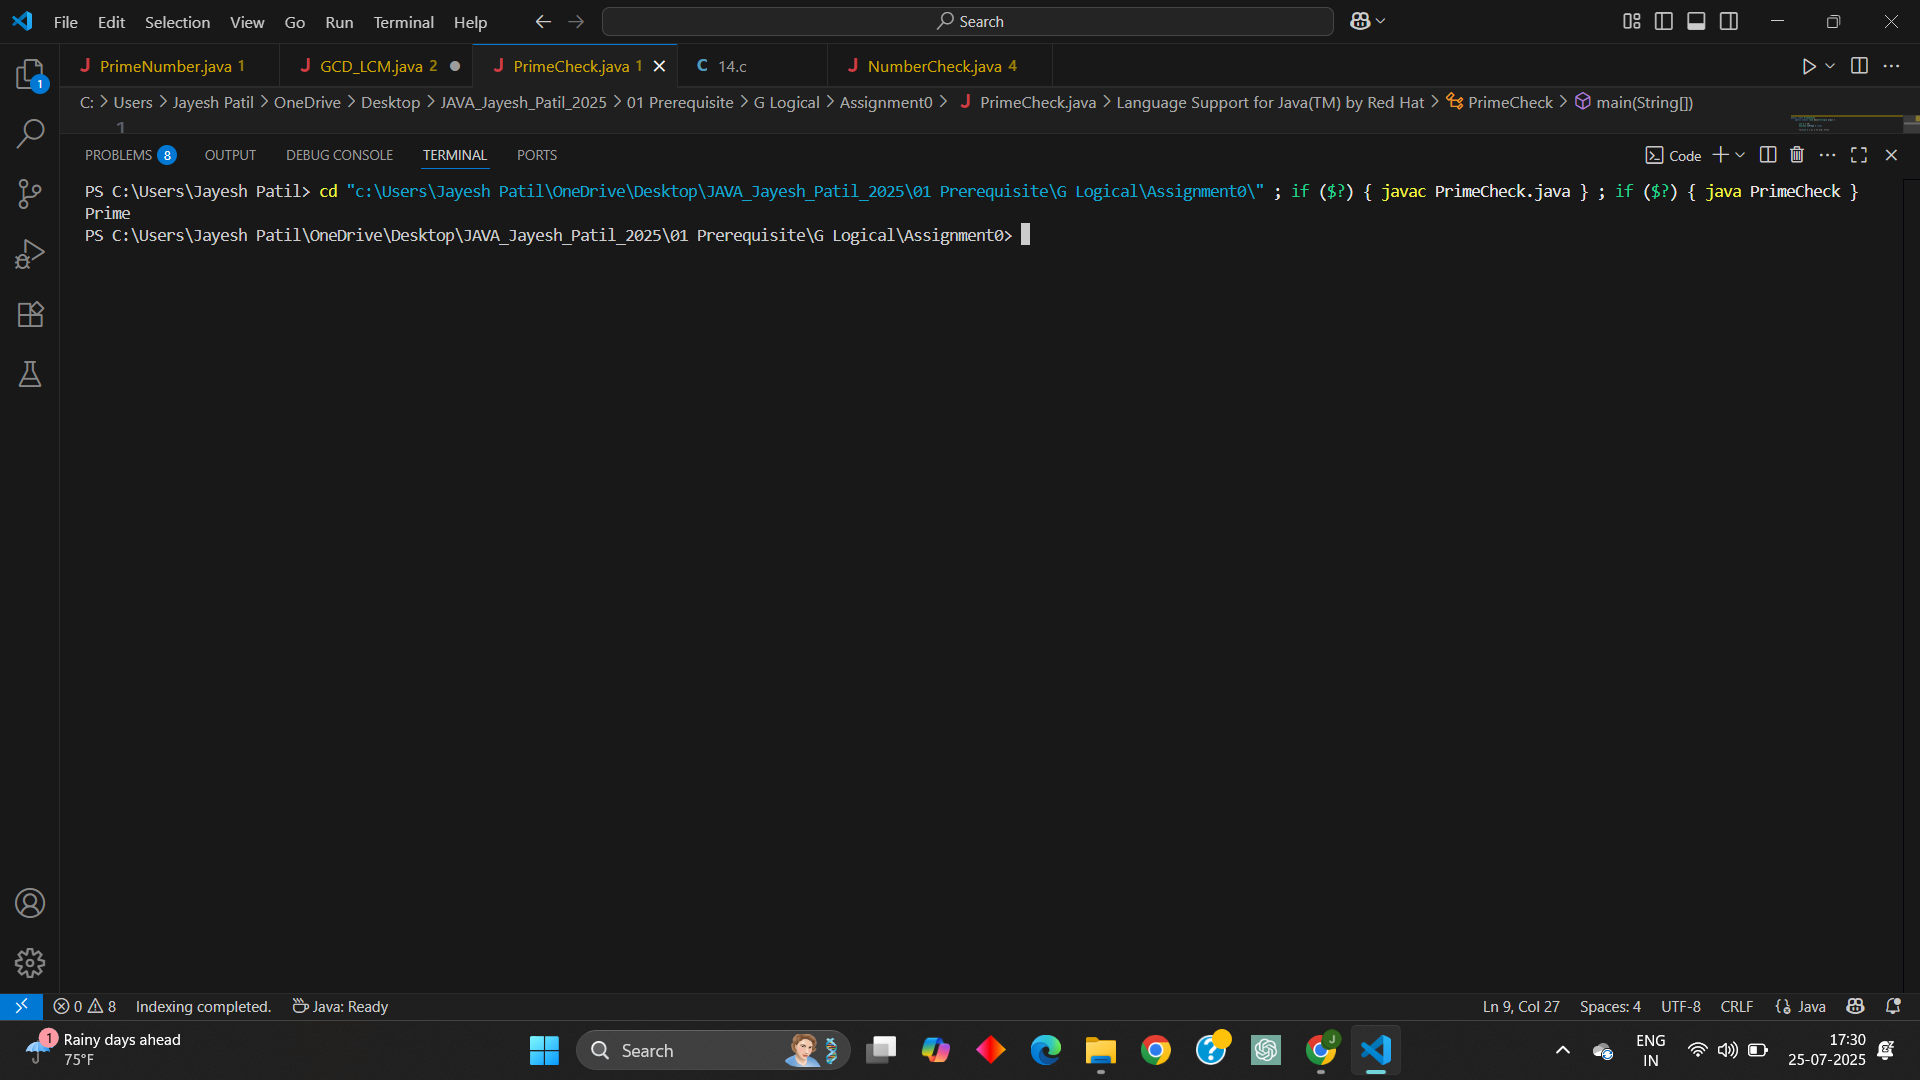 File Edit Selection View Go Run Terminal Help Search
J PrimeNumber.java 1 J GCD_LCM.java 2 J PrimeCheck.java 1 C 14.c J NumberCheck.java 4
C: > Users > Jayesh Patil > OneDrive > Desktop > JAVA_Jayesh_Patil_2025 > 01 Prerequisite > G Logical > Assignment0 > J PrimeCheck.java > Language Support for Java(TM) by Red Hat > PrimeCheck > main(String[])
1
1
PROBLEMS 8 OUTPUT DEBUG CONSOLE TERMINAL PORTS Code
PS C:\Users\Jayesh Patil> cd "c:\Users\Jayesh Patil\OneDrive\Desktop\JAVA_Jayesh_Patil_2025\01 Prerequisite\G Logical\Assignment0\" ; if ($?) { javac PrimeCheck.java } ; if ($?) { java PrimeCheck }
Prime
PS C:\Users\Jayesh Patil\OneDrive\Desktop\JAVA_Jayesh_Patil_2025\01 Prerequisite\G Logical\Assignment0>
0 8 Indexing completed. Java: Ready Ln 9, Col 27 Spaces: 4 UTF-8 CRLF Java
1 Rainy days ahead
75°F
Search
J
ENG
IN
17:30
25-07-2025